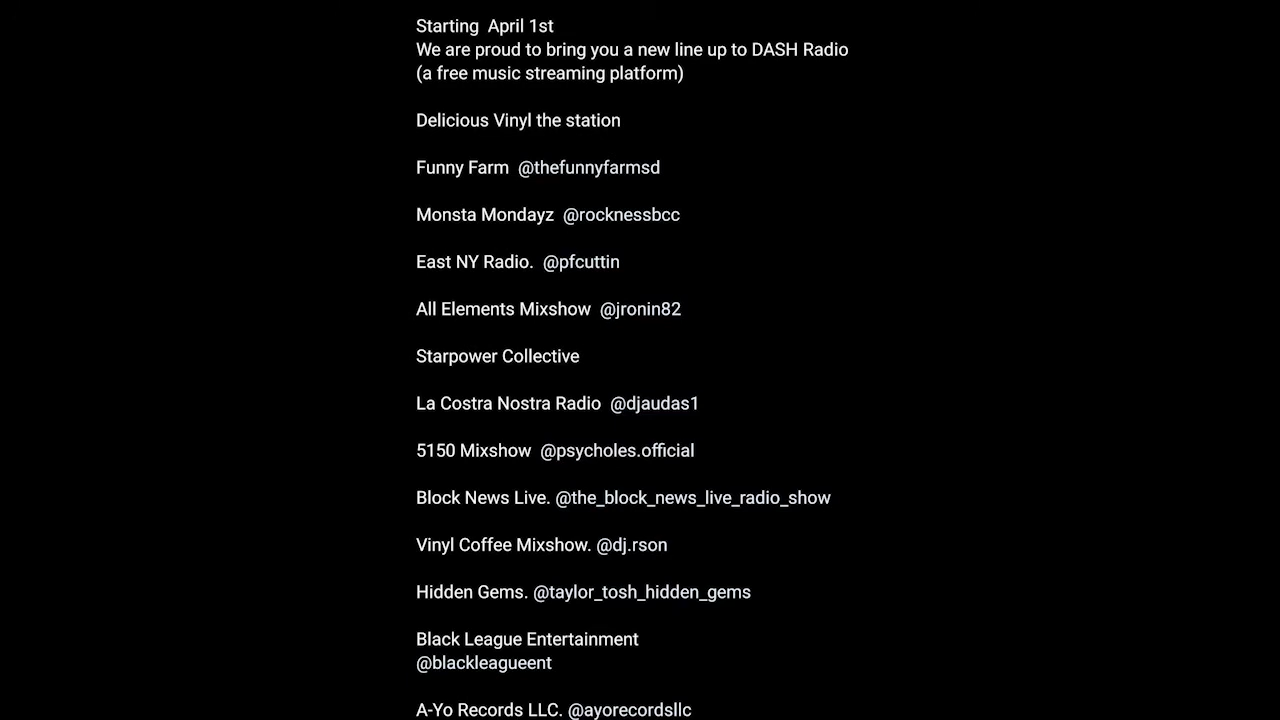 Starting  April 1st
We are proud to bring you a new line up to DASH Radio
(a free music streaming platform)
Delicious Vinyl the station
Funny Farm  @thefunnyfarmsd
Monsta Mondayz  @rocknessbcc
East NY Radio.  @pfcuttin
All Elements Mixshow  @jronin82
Starpower Collective
La Costra Nostra Radio  @djaudas1
5150 Mixshow  @psycholes.official
Block News Live. @the_block_news_live_radio_show
Vinyl Coffee Mixshow. @dj.rson
Hidden Gems. @taylor_tosh_hidden_gems
Black League Entertainment
@blackleagueent
A-Yo Records LLC. @ayorecordsllc